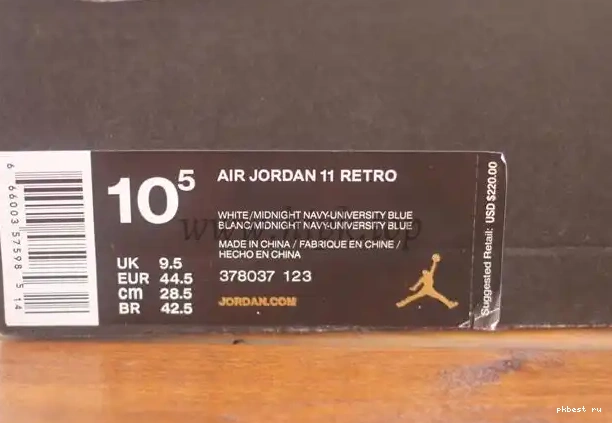 10⁵
AIR JORDAN 11 RETRO
WHITE/MIDNIGHT NAVY-UNIVERSITY BLUE
BLANC/MIDNIGHT NAVY-UNIVERSITY BLUE
MADE IN CHINA / FABRIQUE EN CHINE /
HECHO EN CHINA
378037 123
JORDAN.COM
UK 9.5
EUR 44.5
cm 28.5
BR 42.5
6 66003 57598 5 14
Suggested Retail: USD $220.00
pkbest ru